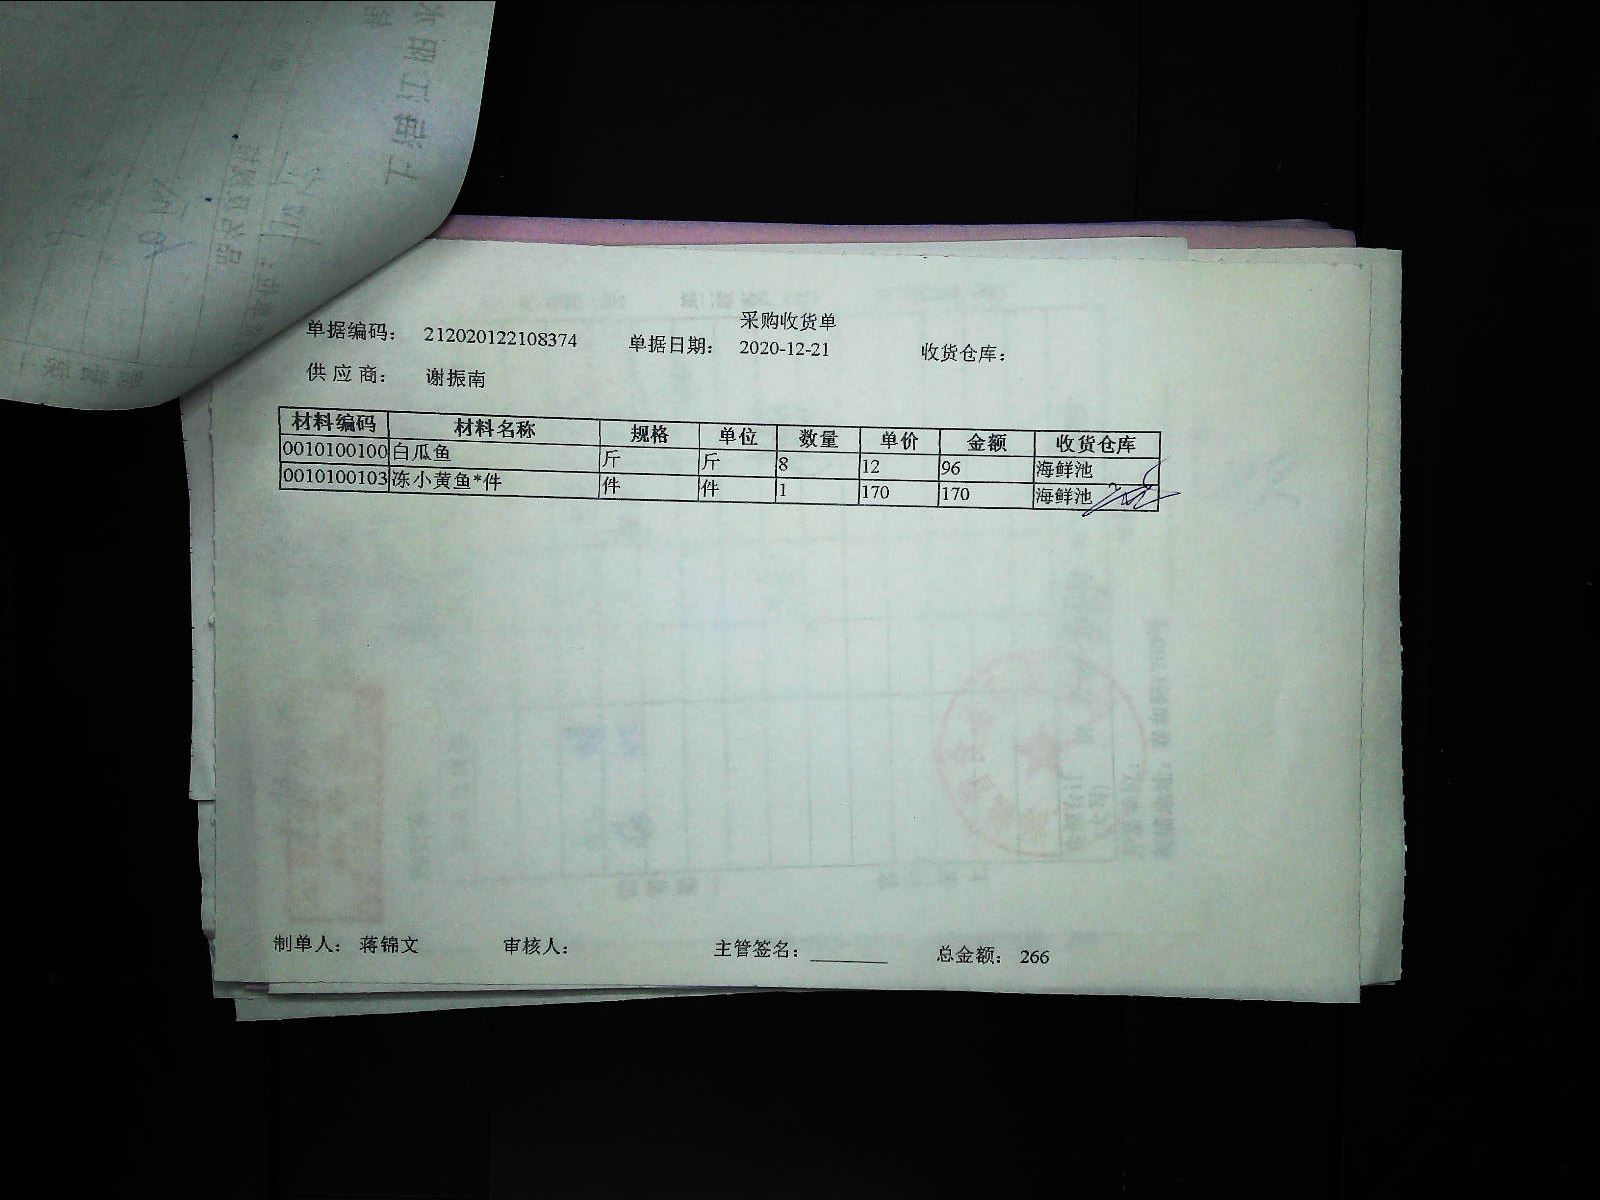 采购收货单
单据编码： 212020122108374 单据日期： 2020-12-21 收货仓库：
供应商： 谢振南
材料编码 材料名称 规格 单位 数量 单价 金额 收货仓库
0010100100 白瓜鱼 斤 斤 8 12 96 海鲜池
0010100103 冻小黄鱼*件 件 件 1 170 170 海鲜池
制单人： 蒋锦文 审核人： 主管签名： 总金额： 266